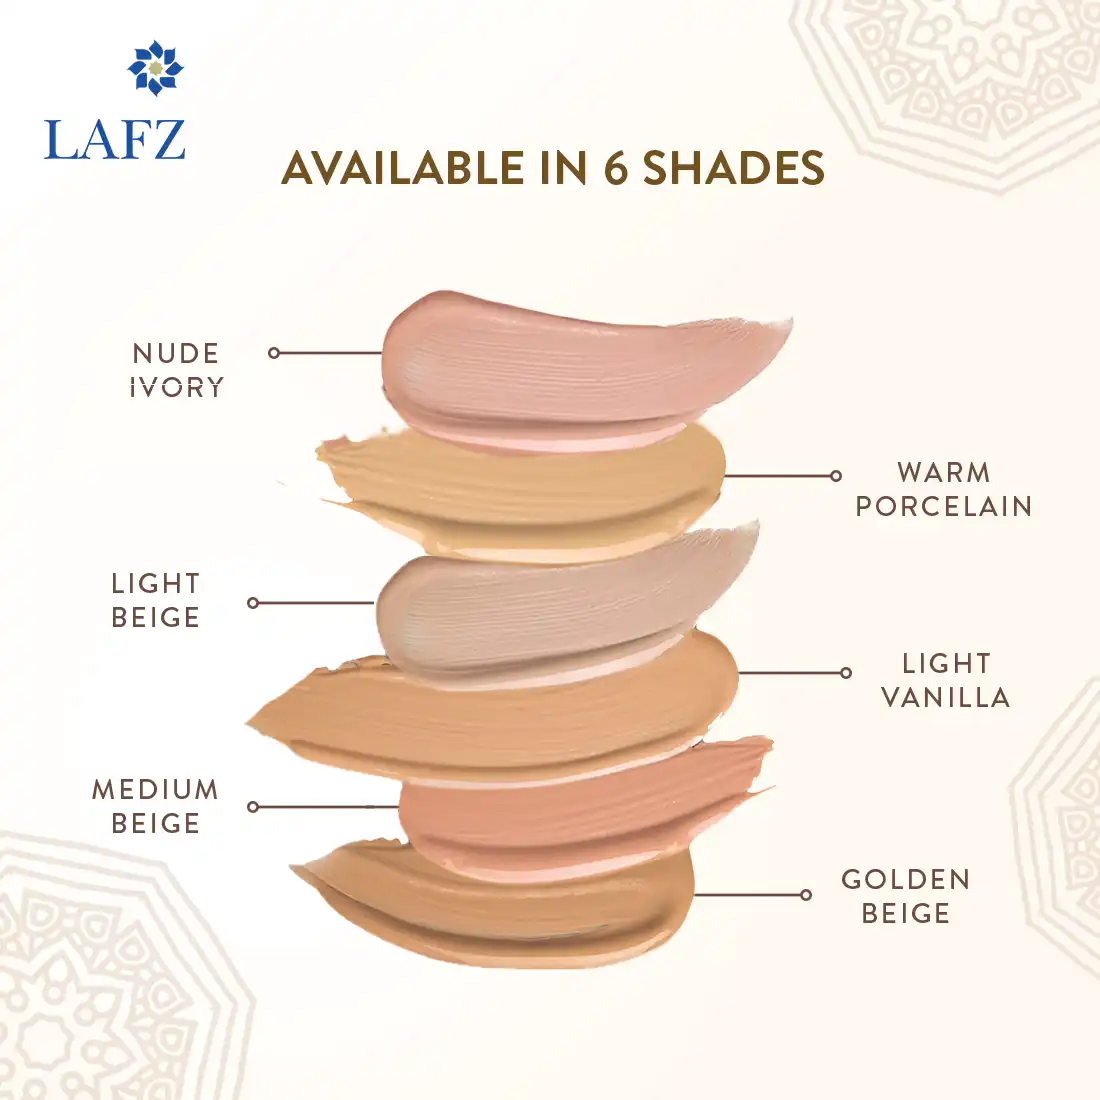 LAFZ
AVAILABLE IN 6 SHADES
NUDE
IVORY
WARM
PORCELAIN
LIGHT
BEIGE
LIGHT
VANILLA
MEDIUM
BEIGE
GOLDEN
BEIGE